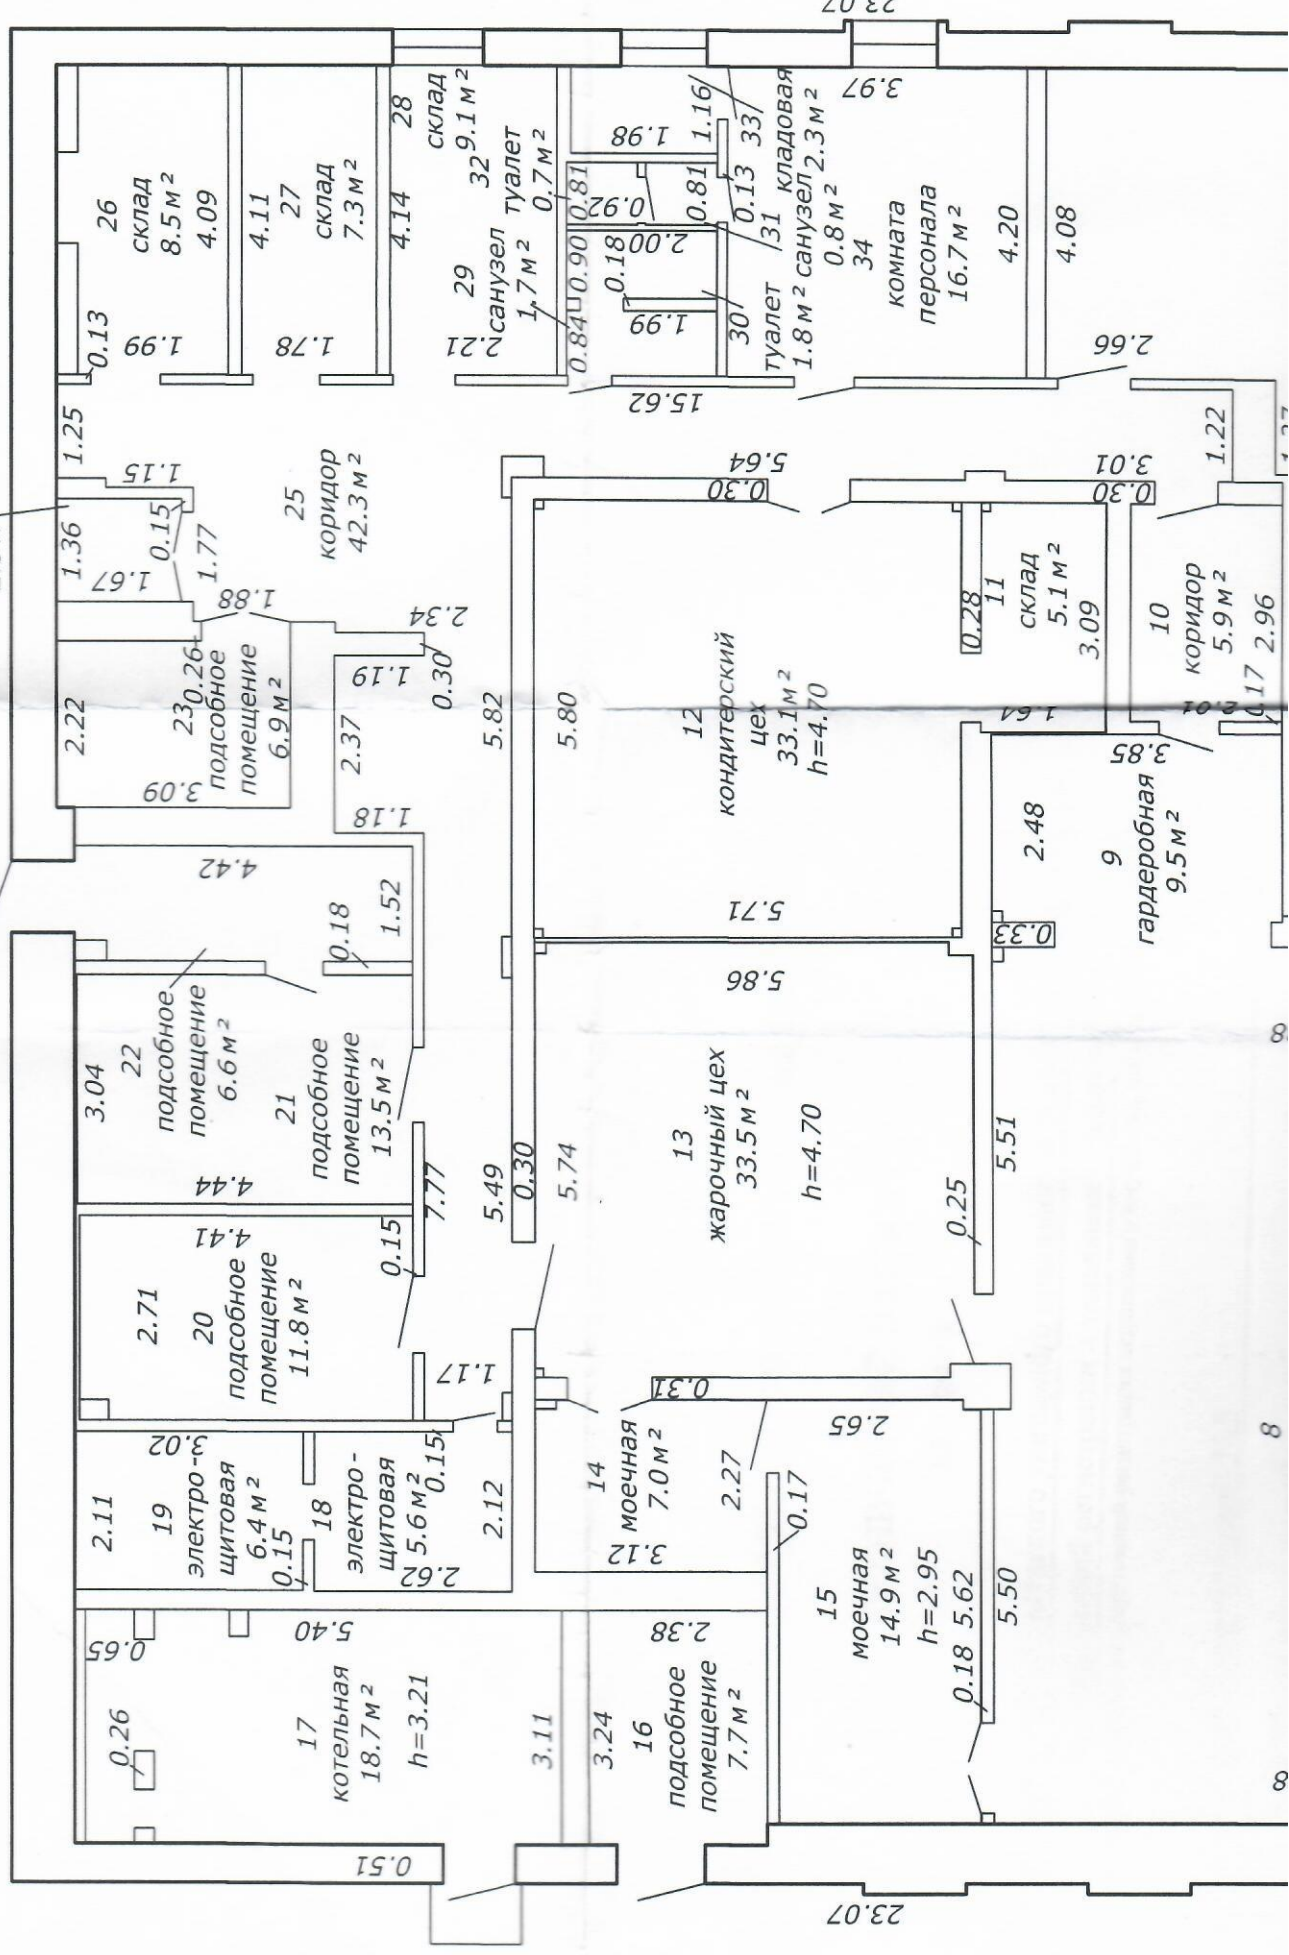 23.07
26
склад
8.5 м²
4.09
0.13
1.99
4.11
27
склад
7.3 м²
1.78
28
склад
9.1 м²
4.14
2.21
32
туалет
0.7 м²
29
санузел
1.7 м²
0.81
0.90
0.84
1.98
0.92
2.00
0.18
1.99
1.16
0.81
33
кладовая
2.3 м²
0.13
31
санузел
0.8 м²
30
туалет
1.8 м²
3.97
34
комната
персонала
16.7 м²
4.20
4.08
2.66
15.62
1.25
1.15
1.36
0.15
1.67
1.77
1.88
25
коридор
42.3 м²
2.34
5.64
0.30
3.01
0.30
1.22
2.22
0.26
23
подсобное
помещение
6.9 м²
3.09
1.19
0.30
2.37
1.18
5.82
5.80
12
кондитерский
цех
33.1 м²
h=4.70
5.71
0.28
11
склад
5.1 м²
3.09
1.64
10
коридор
5.9 м²
2.96
0.17
2.01
3.85
2.48
9
гардеробная
9.5 м²
0.33
4.42
0.18
1.52
22
подсобное
помещение
6.6 м²
3.04
21
подсобное
помещение
13.5 м²
4.44
7.77
5.49
0.30
5.74
5.86
13
жарочный цех
33.5 м²
h=4.70
0.25
5.51
4.41
0.15
2.71
20
подсобное
помещение
11.8 м²
1.17
0.31
2.65
3.02
2.11
19
электро-
щитовая
6.4 м²
0.15
18
электро-
щитовая
5.6 м²
0.15
2.12
2.62
14
моечная
7.0 м²
2.27
3.12
0.17
15
моечная
14.9 м²
h=2.95
0.18
5.62
5.50
0.65
5.40
0.26
17
котельная
18.7 м²
h=3.21
3.11
2.38
3.24
16
подсобное
помещение
7.7 м²
0.51
23.07
8
8